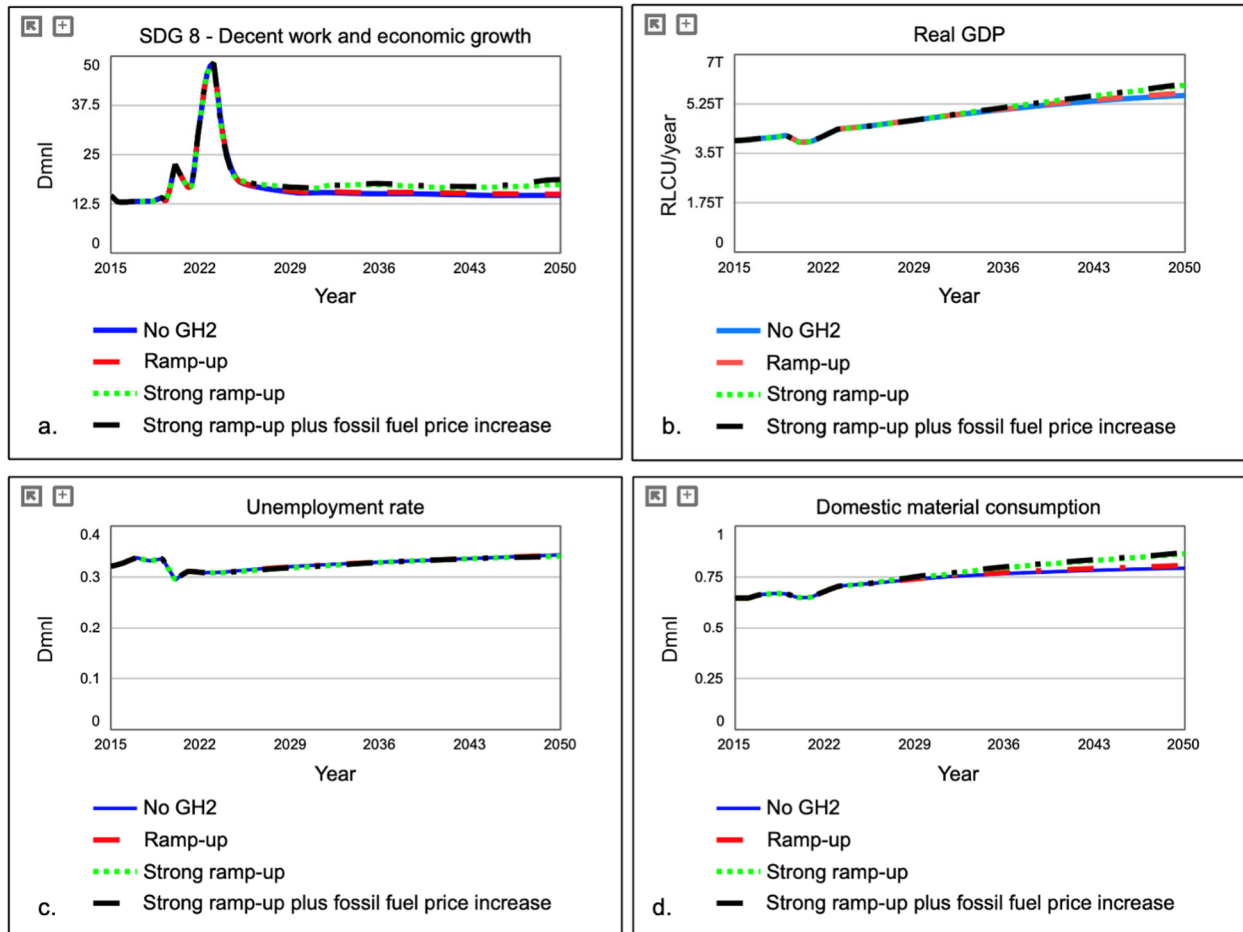 SDG 8 - Decent work and economic growth
50
37.5
25
12.5
0
Dmnl
2015 2022 2029 2036 2043 2050
Year
No GH2
Ramp-up
Strong ramp-up
Strong ramp-up plus fossil fuel price increase
a.
Real GDP
7T
5.25T
3.5T
1.75T
0
RLCU/year
2015 2022 2029 2036 2043 2050
Year
No GH2
Ramp-up
Strong ramp-up
Strong ramp-up plus fossil fuel price increase
b.
Unemployment rate
0.4
0.3
0.2
0.1
0
Dmnl
2015 2022 2029 2036 2043 2050
Year
No GH2
Ramp-up
Strong ramp-up
Strong ramp-up plus fossil fuel price increase
c.
Domestic material consumption
1
0.75
0.5
0.25
0
Dmnl
2015 2022 2029 2036 2043 2050
Year
No GH2
Ramp-up
Strong ramp-up
Strong ramp-up plus fossil fuel price increase
d.